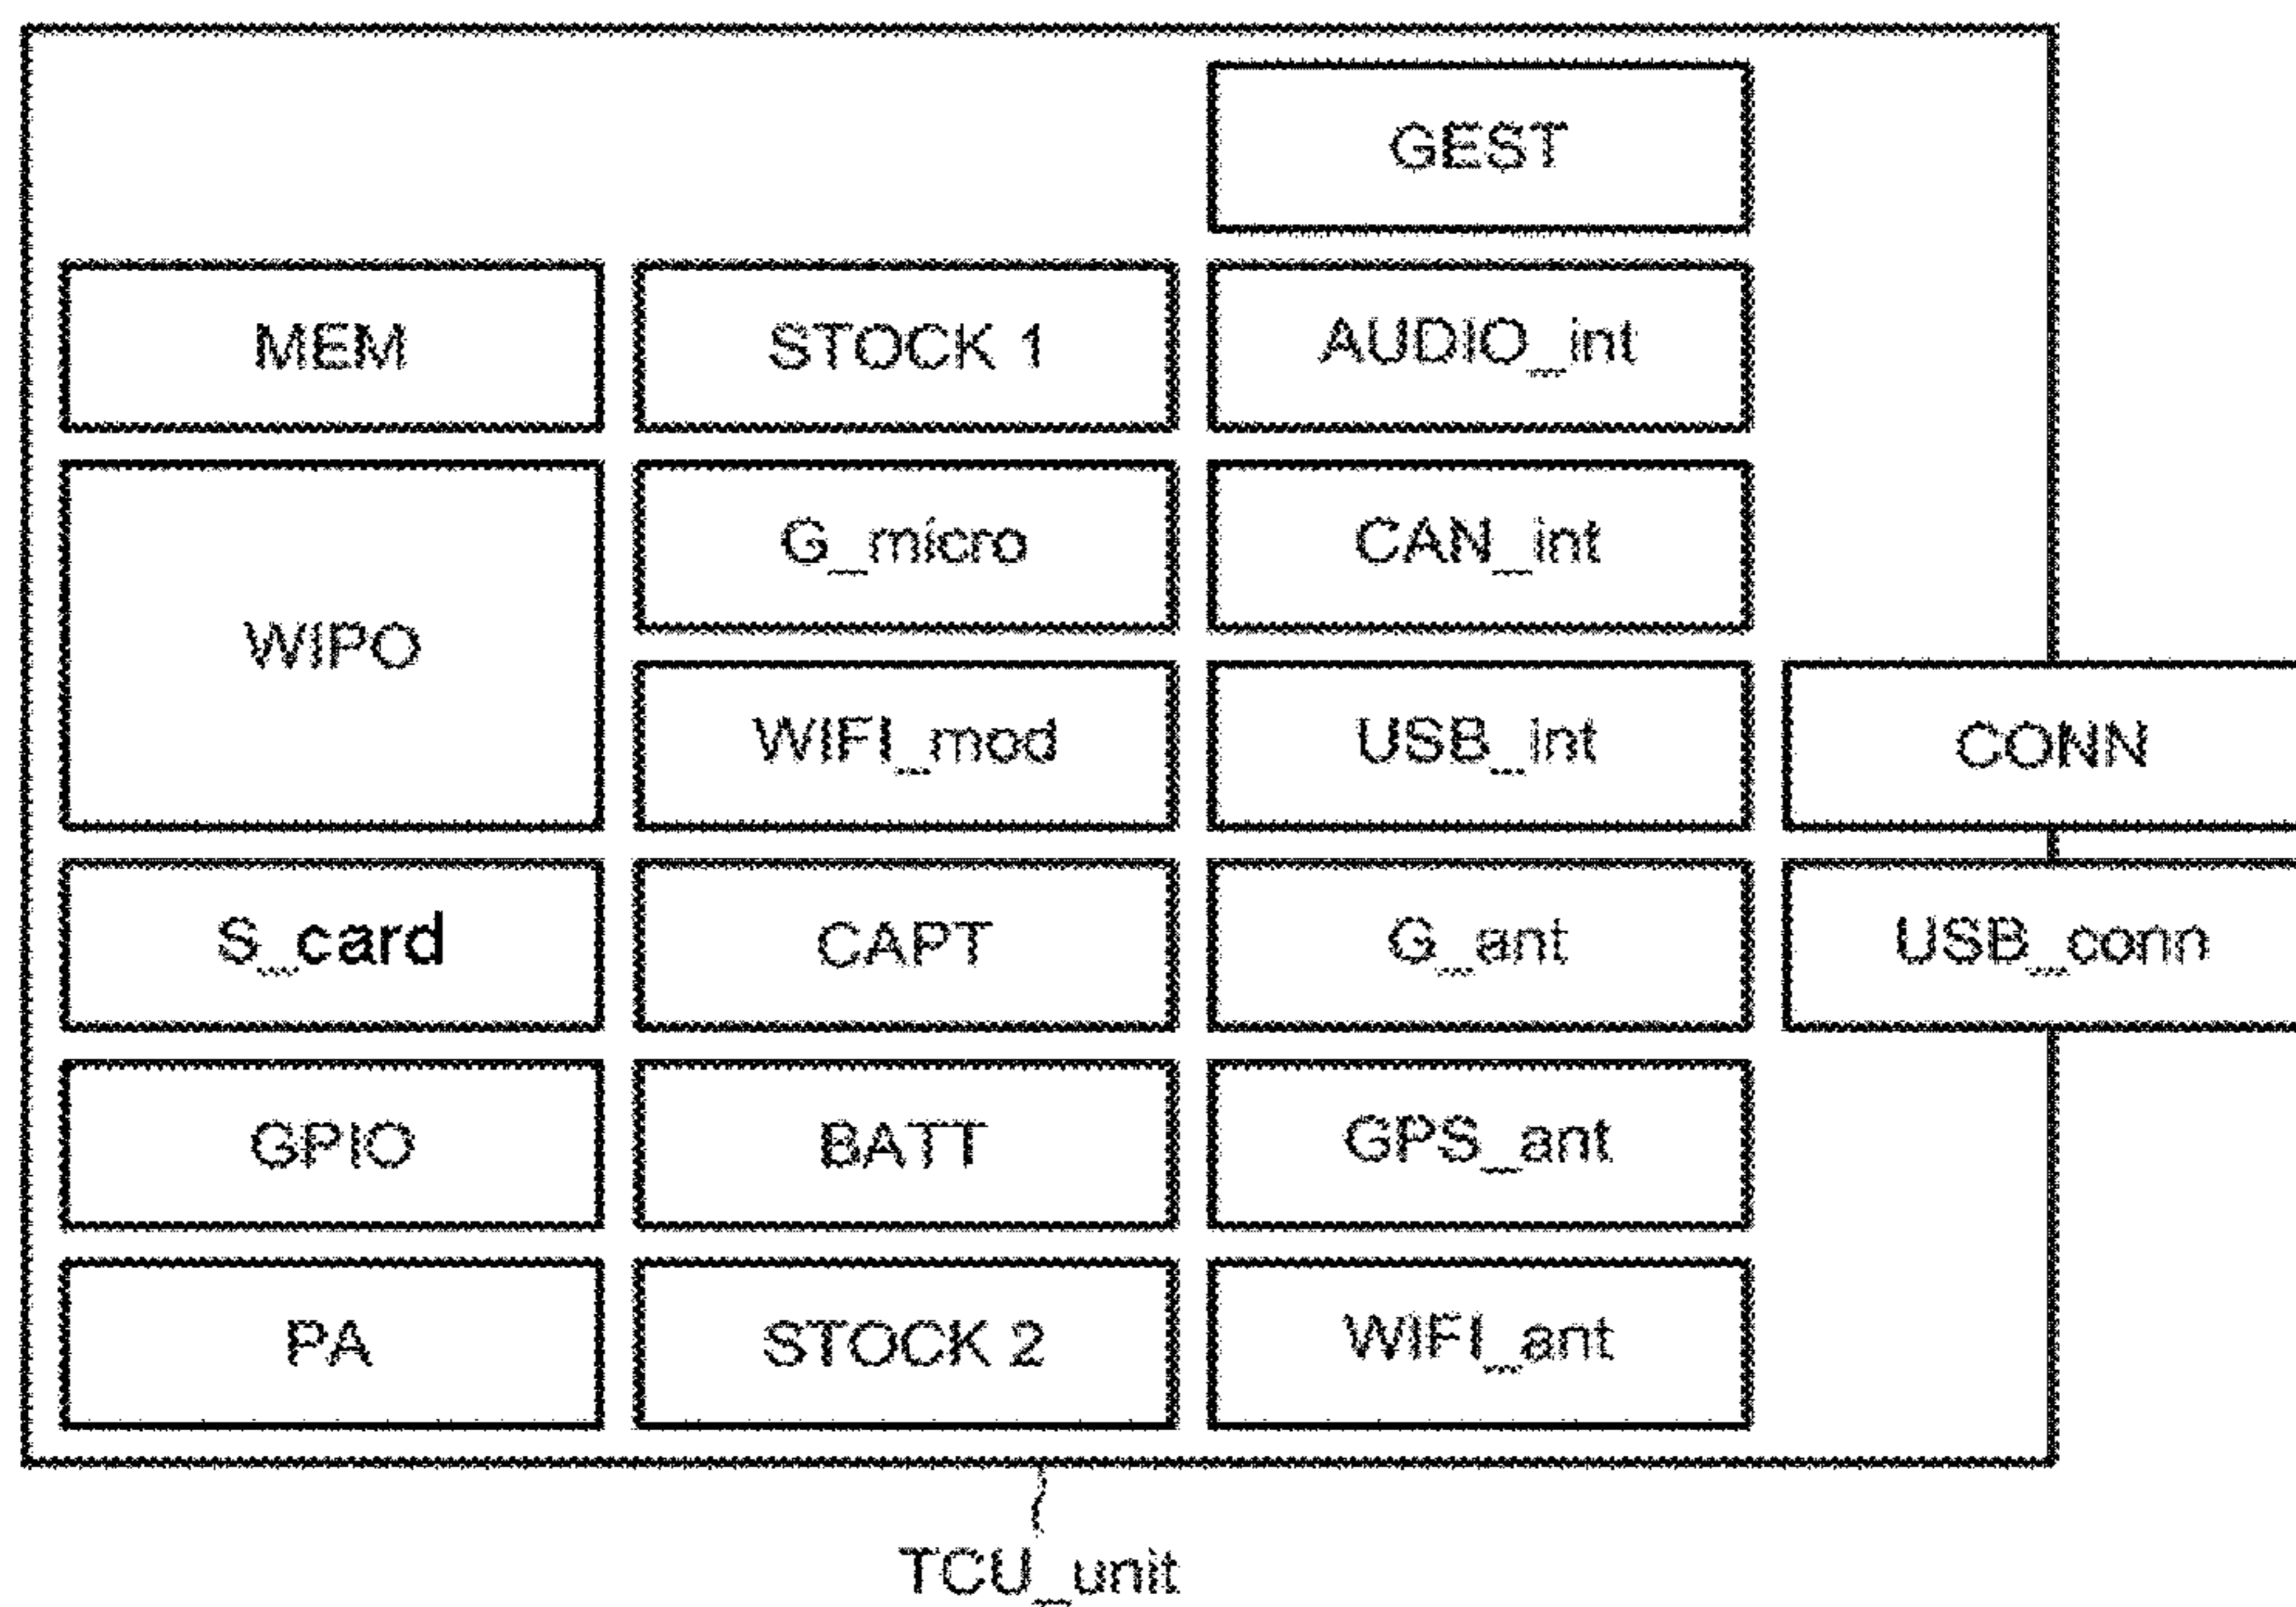 GEST
MEM
STOCK 1
AUDIO_int
WIPO
G_micro
CAN_int
WIFI_mod
USB_int
CONN
S_card
CAPT
G_ant
USB_conn
GPIO
BATT
GPS_ant
PA
STOCK 2
WIFI_ant
TCU_unit